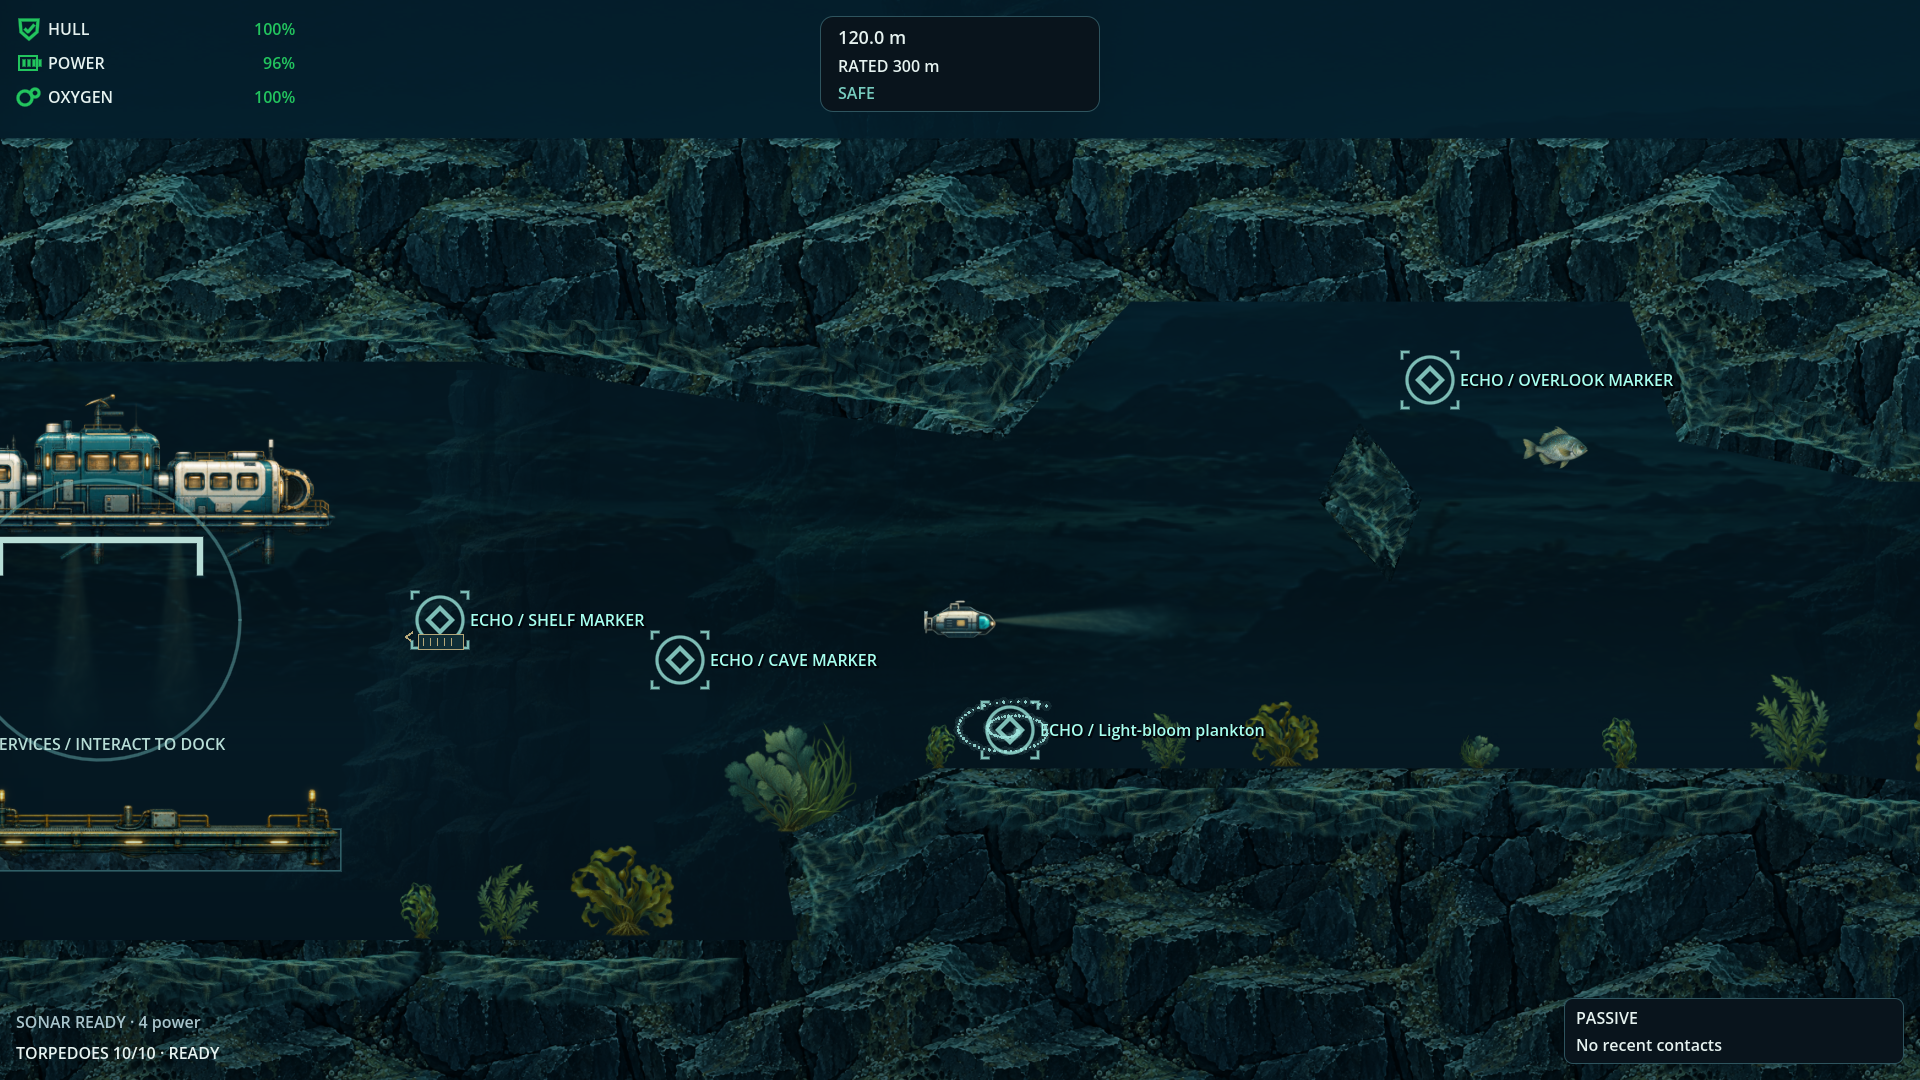 HULL 100%
POWER 96%
OXYGEN 100%
120.0 m
RATED 300 m
SAFE
ECHO / OVERLOOK MARKER
ECHO / SHELF MARKER
ECHO / CAVE MARKER
ECHO / Light-bloom plankton
ERVICES / INTERACT TO DOCK
SONAR READY · 4 power
TORPEDOES 10/10 · READY
PASSIVE
No recent contacts